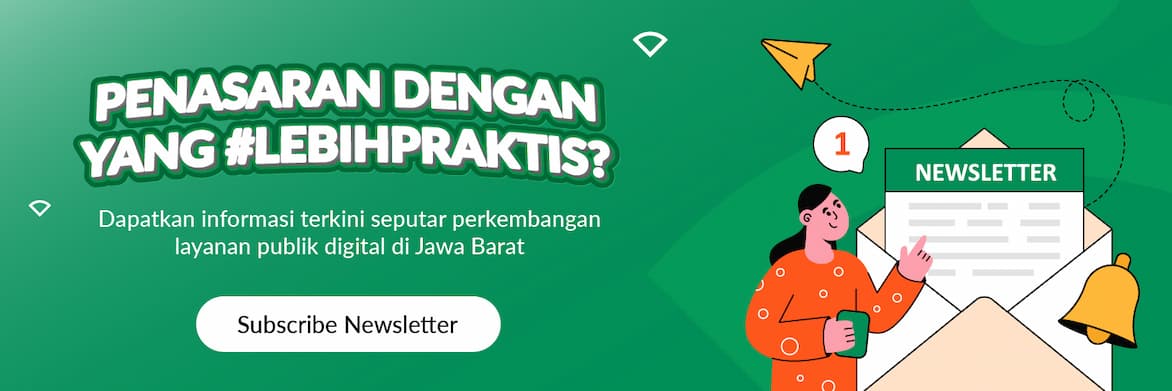 PENASARAN DENGAN
YANG #LEBIHPRAKTIS?
Dapatkan informasi terkini seputar perkembangan
layanan publik digital di Jawa Barat
Subscribe Newsletter
1
NEWSLETTER